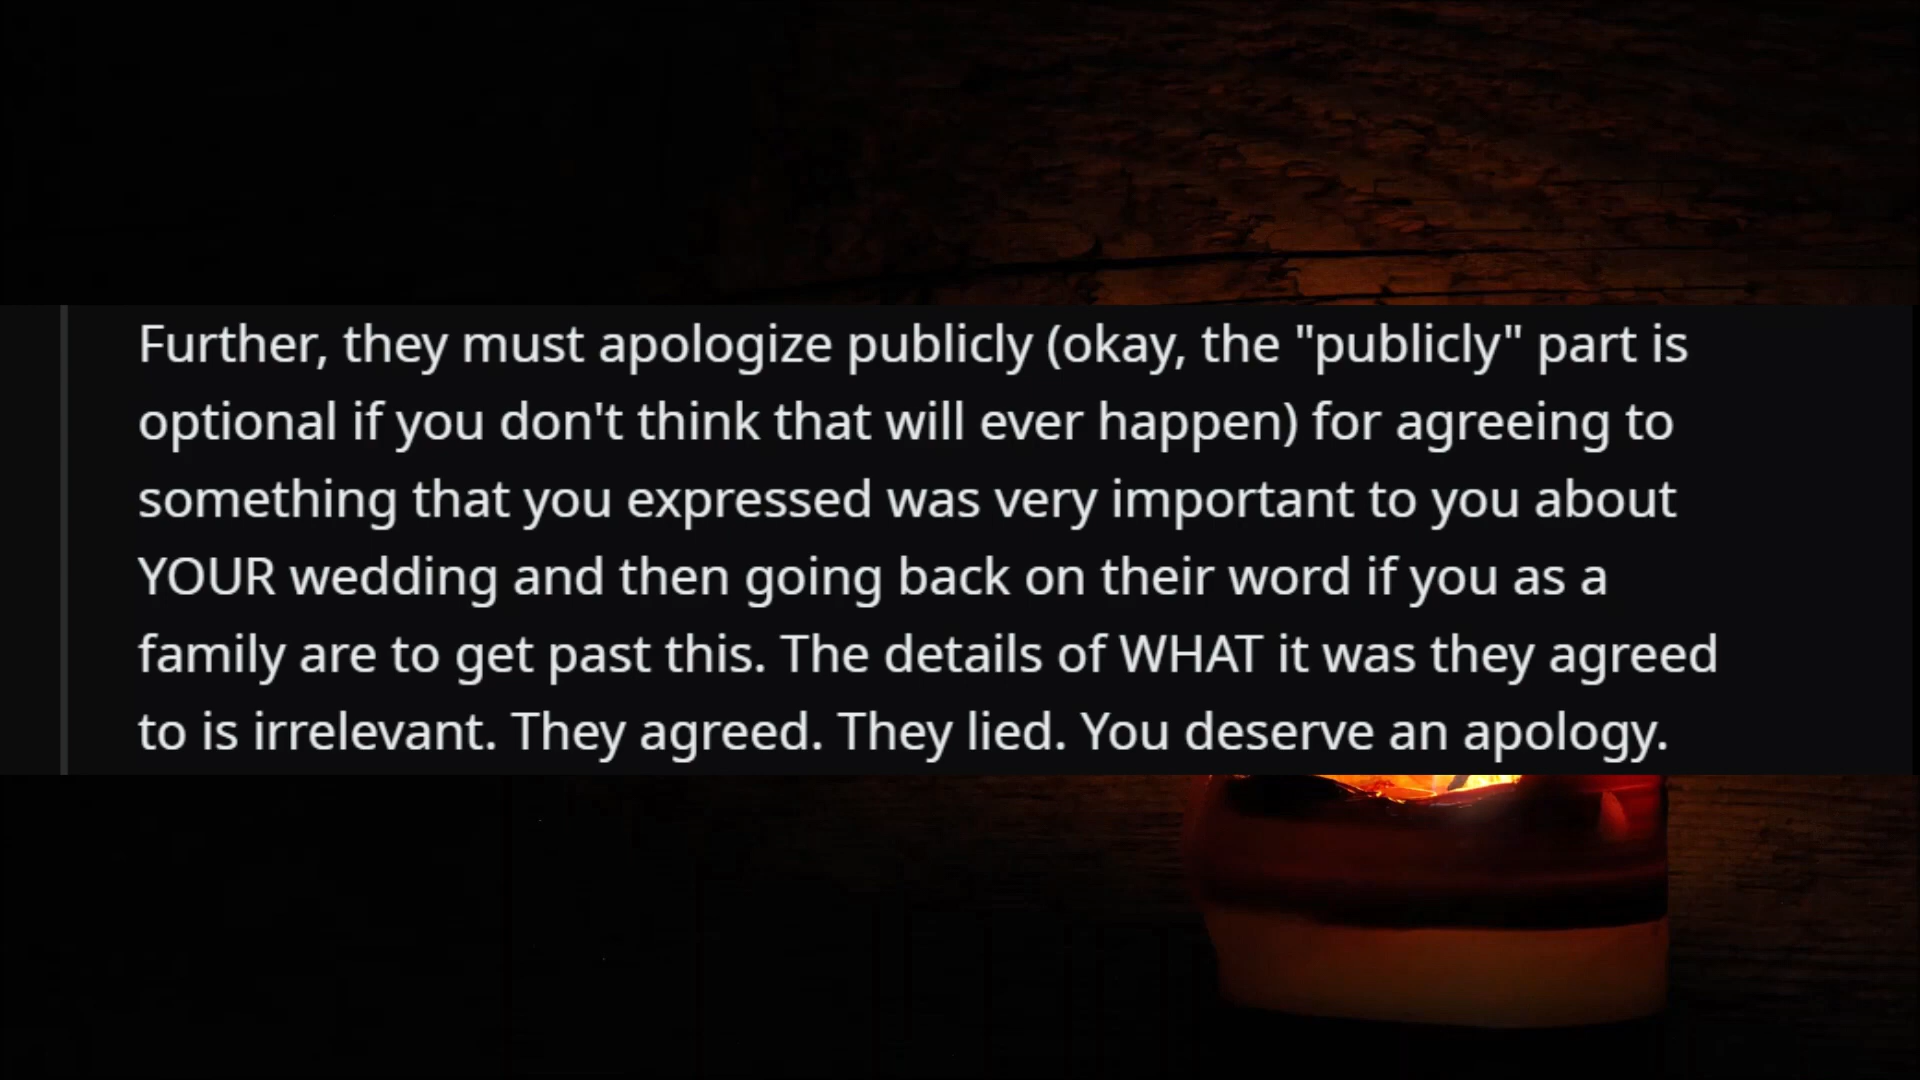 Further, they must apologize publicly (okay, the "publicly" part is
optional if you don't think that will ever happen) for agreeing to
something that you expressed was very important to you about
YOUR wedding and then going back on their word if you as a
family are to get past this. The details of WHAT it was they agreed
to is irrelevant. They agreed. They lied. You deserve an apology.